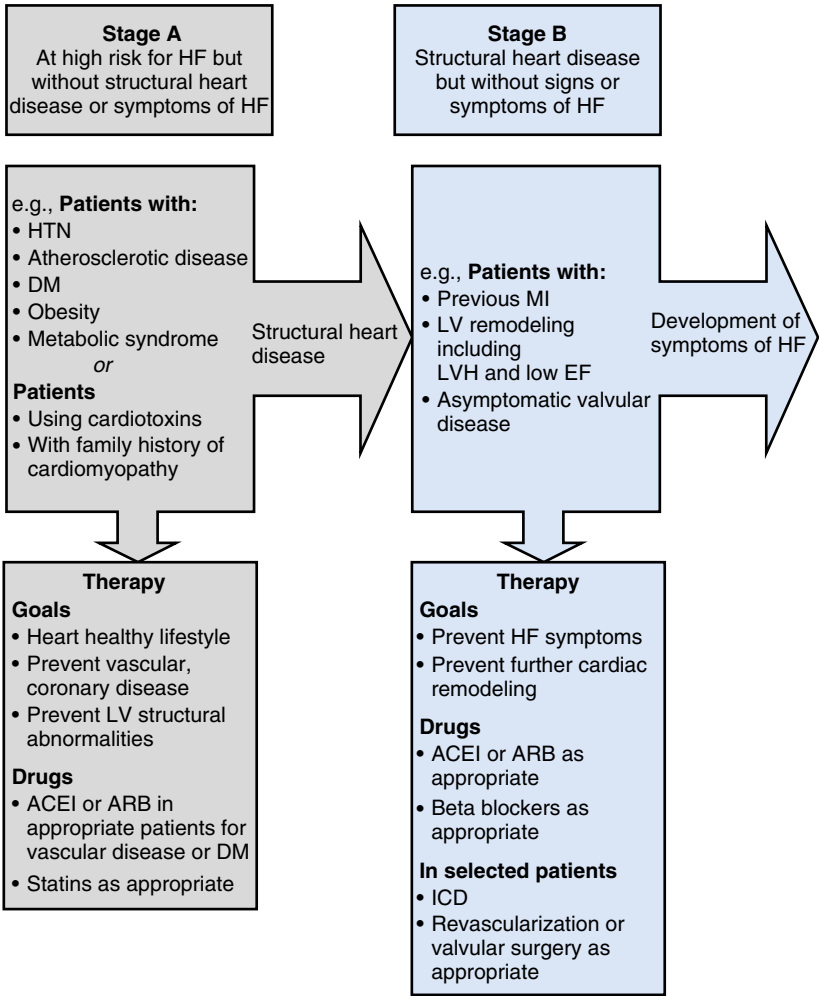 Stage A
At high risk for HF but
without structural heart
disease or symptoms of HF
Stage B
Structural heart disease
but without signs or
symptoms of HF
e.g., Patients with:
• HTN
• Atherosclerotic disease
• DM
• Obesity
• Metabolic syndrome
or
Patients
• Using cardiotoxins
• With family history of
cardiomyopathy
Structural heart
disease
e.g., Patients with:
• Previous MI
• LV remodeling
including
LVH and low EF
• Asymptomatic valvular
disease
Development of
symptoms of HF
Therapy
Goals
• Heart healthy lifestyle
• Prevent vascular,
coronary disease
• Prevent LV structural
abnormalities
Drugs
• ACEI or ARB in
appropriate patients for
vascular disease or DM
• Statins as appropriate
Therapy
Goals
• Prevent HF symptoms
• Prevent further cardiac
remodeling
Drugs
• ACEI or ARB as
appropriate
• Beta blockers as
appropriate
In selected patients
• ICD
• Revascularization or
valvular surgery as
appropriate